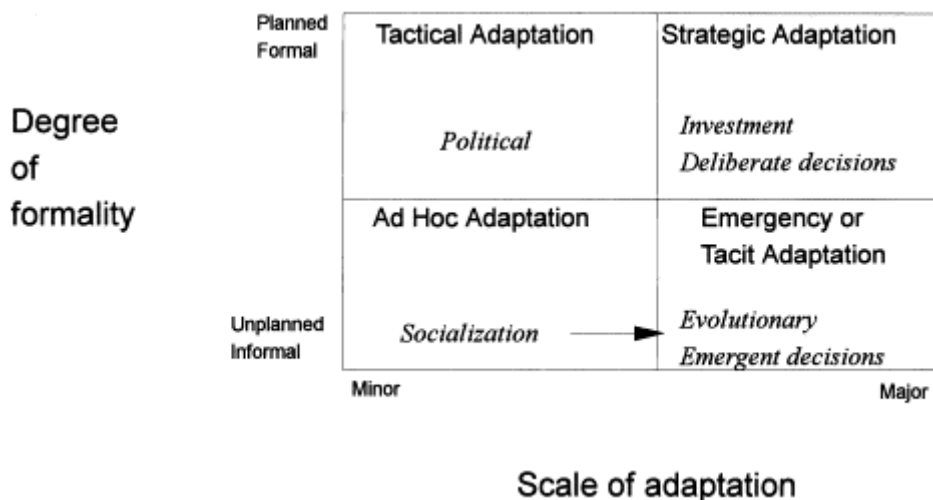 Planned
Formal
Tactical Adaptation
Strategic Adaptation
Degree
of
formality
Political
Investment
Deliberate decisions
Ad Hoc Adaptation
Emergency or
Tacit Adaptation
Unplanned
Informal
Socialization
Evolutionary
Emergent decisions
Minor
Major
Scale of adaptation